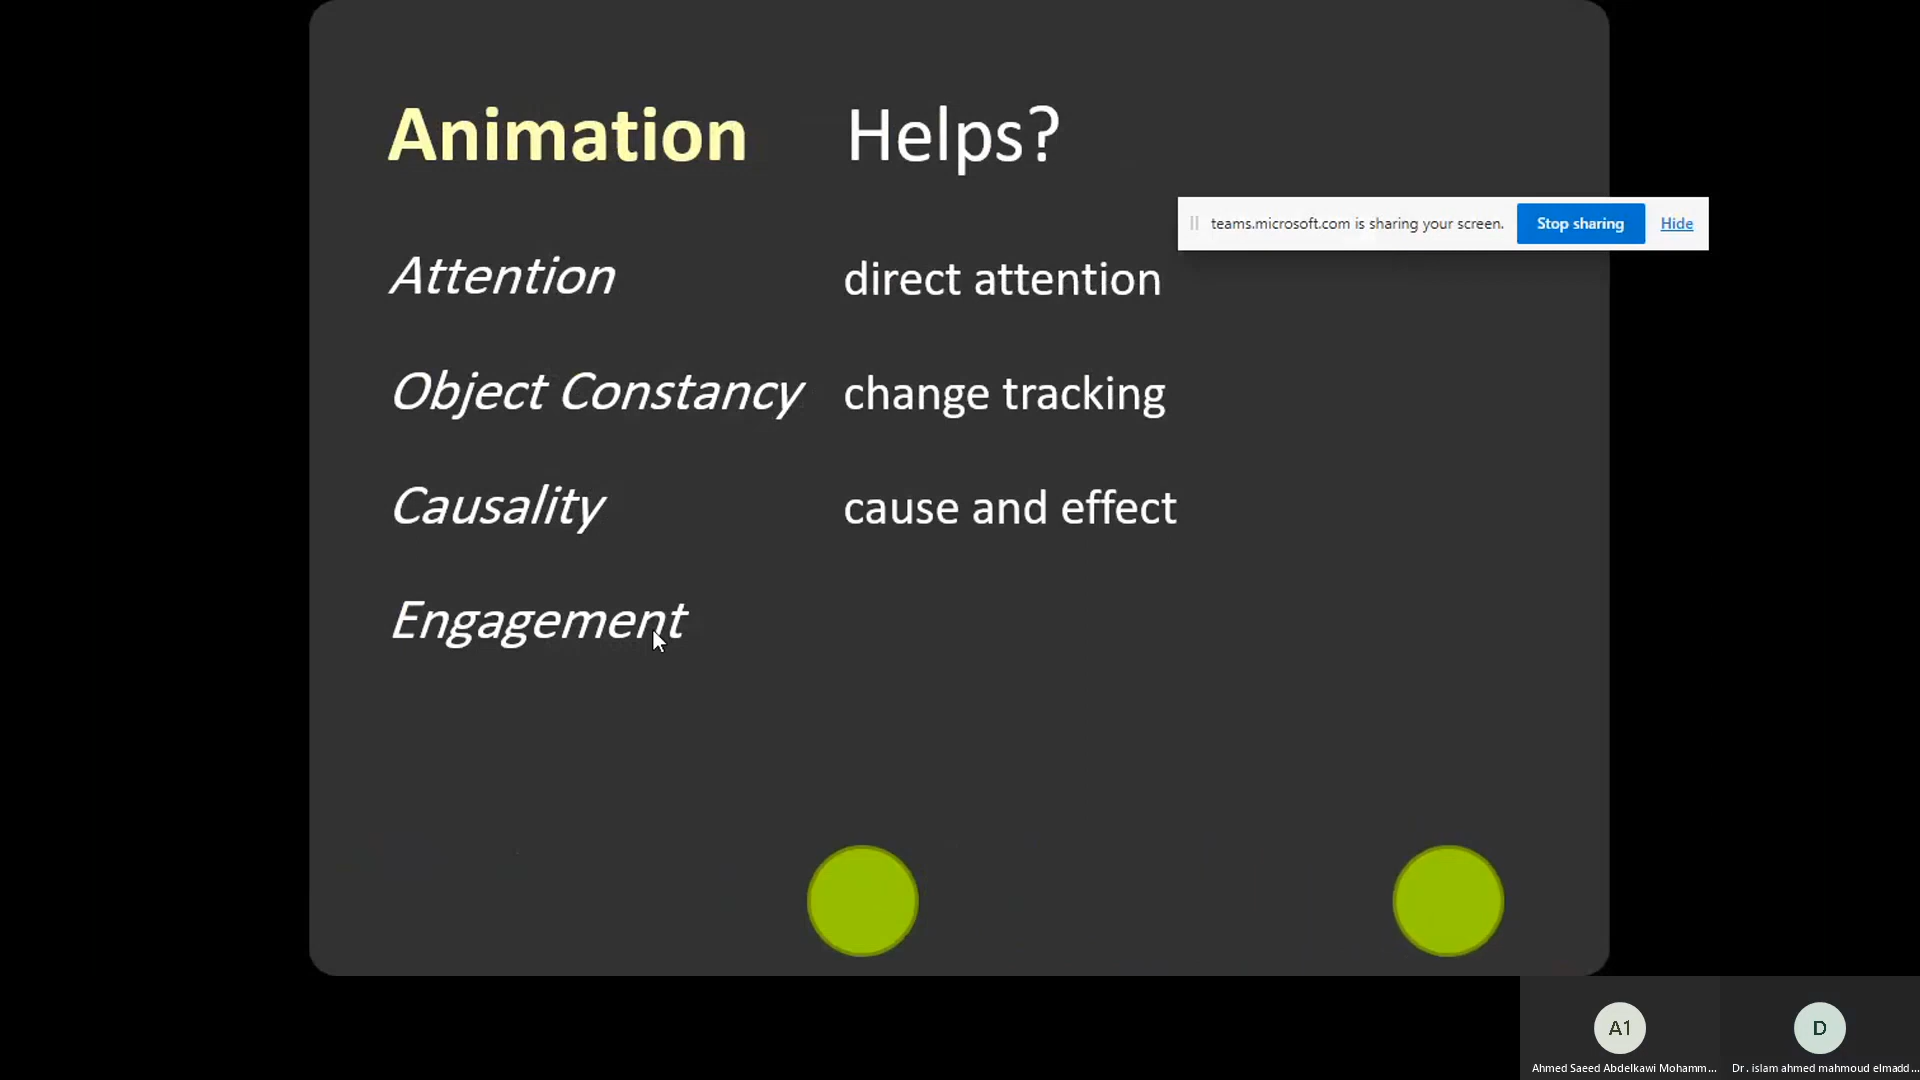 Animation Helps?
teams.microsoft.com is sharing your screen. Stop sharing Hide
Attention direct attention
Object Constancy change tracking
Causality cause and effect
Engagement
A1 D
Ahmed Saeed Abdelkawi Mohamm... Dr. islam ahmed mahmoud elmadd...